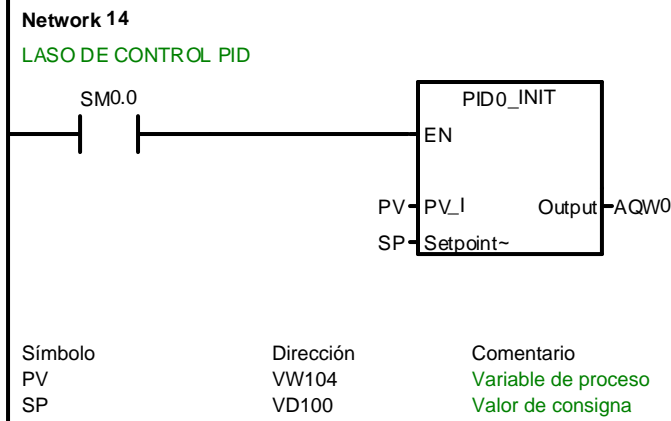 Network 14
LASO DE CONTROL PID
SM0.0
PID0_INIT
EN
PV PV_I Output AQW0
SP Setpoint~
Símbolo Dirección Comentario
PV VW104 Variable de proceso
SP VD100 Valor de consigna